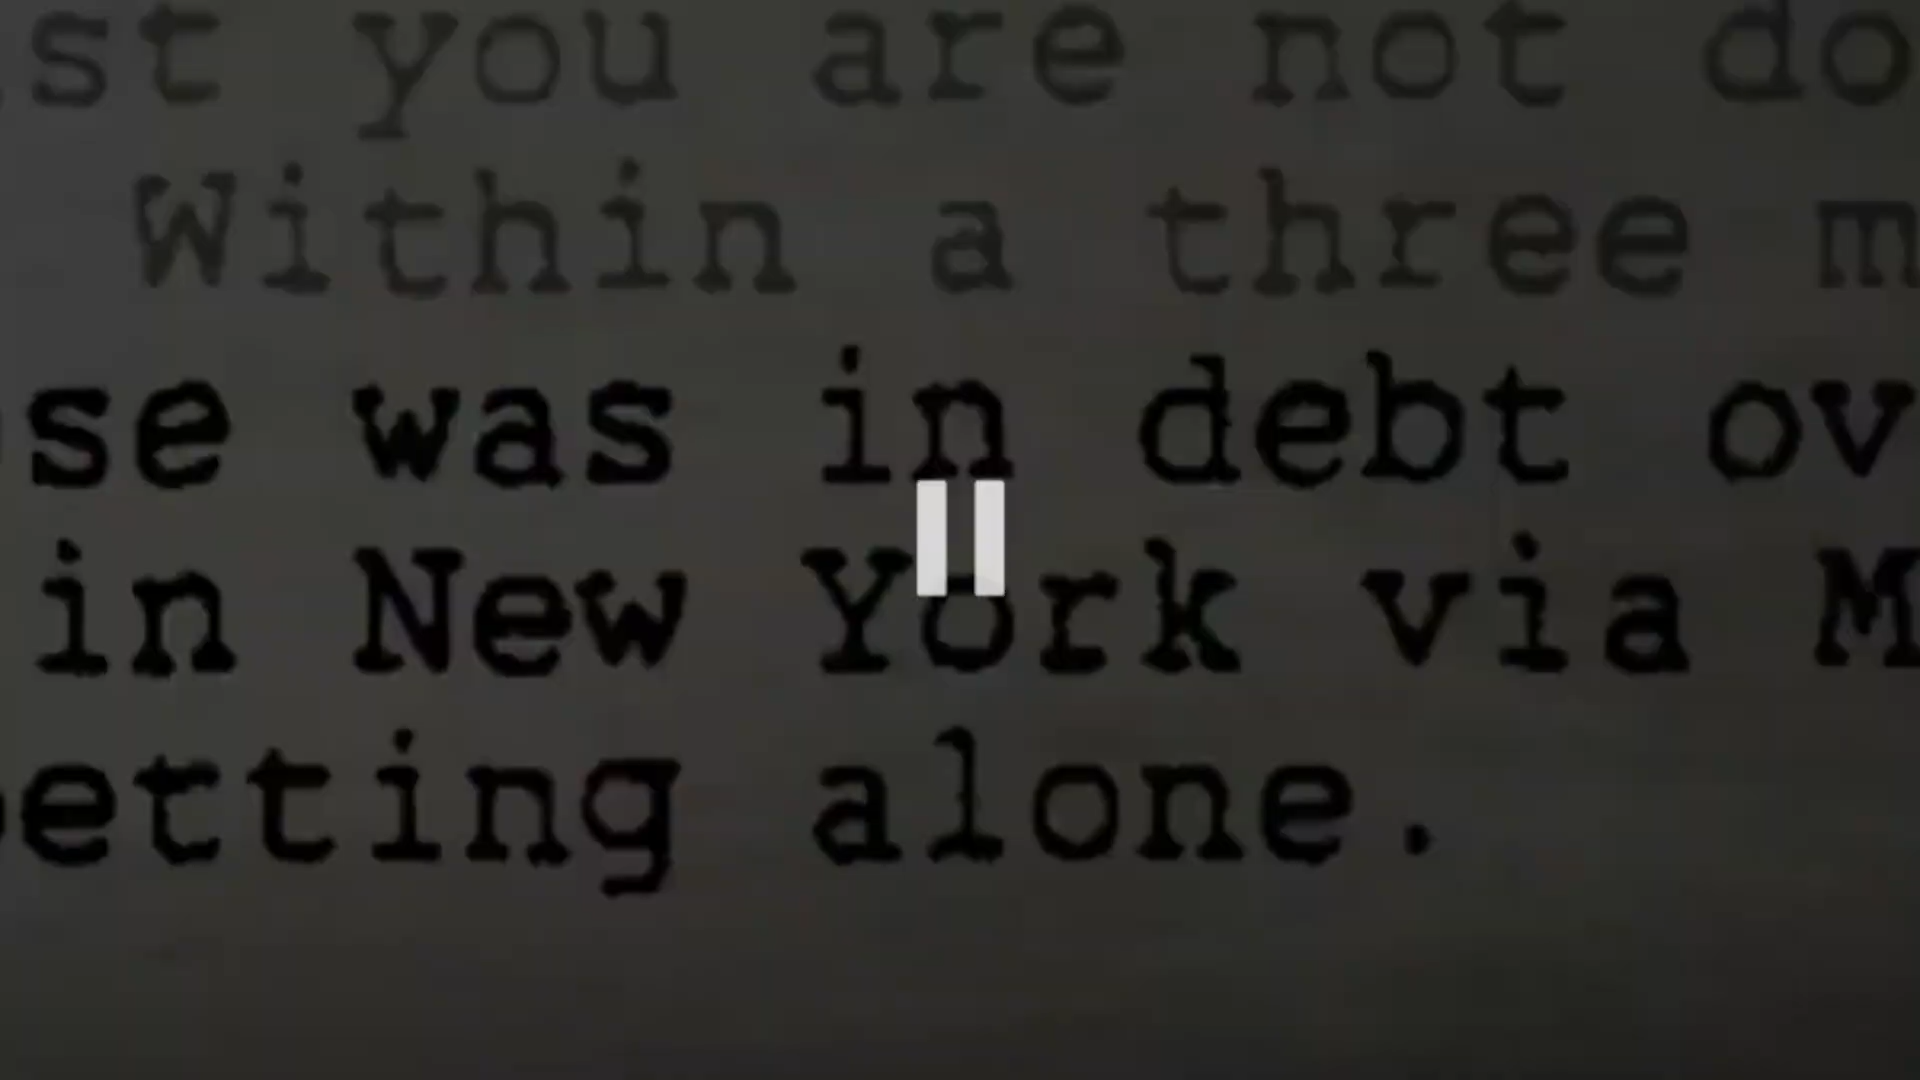 st you are not do
Within a three m
se was in debt ov
in New York via M
etting alone.